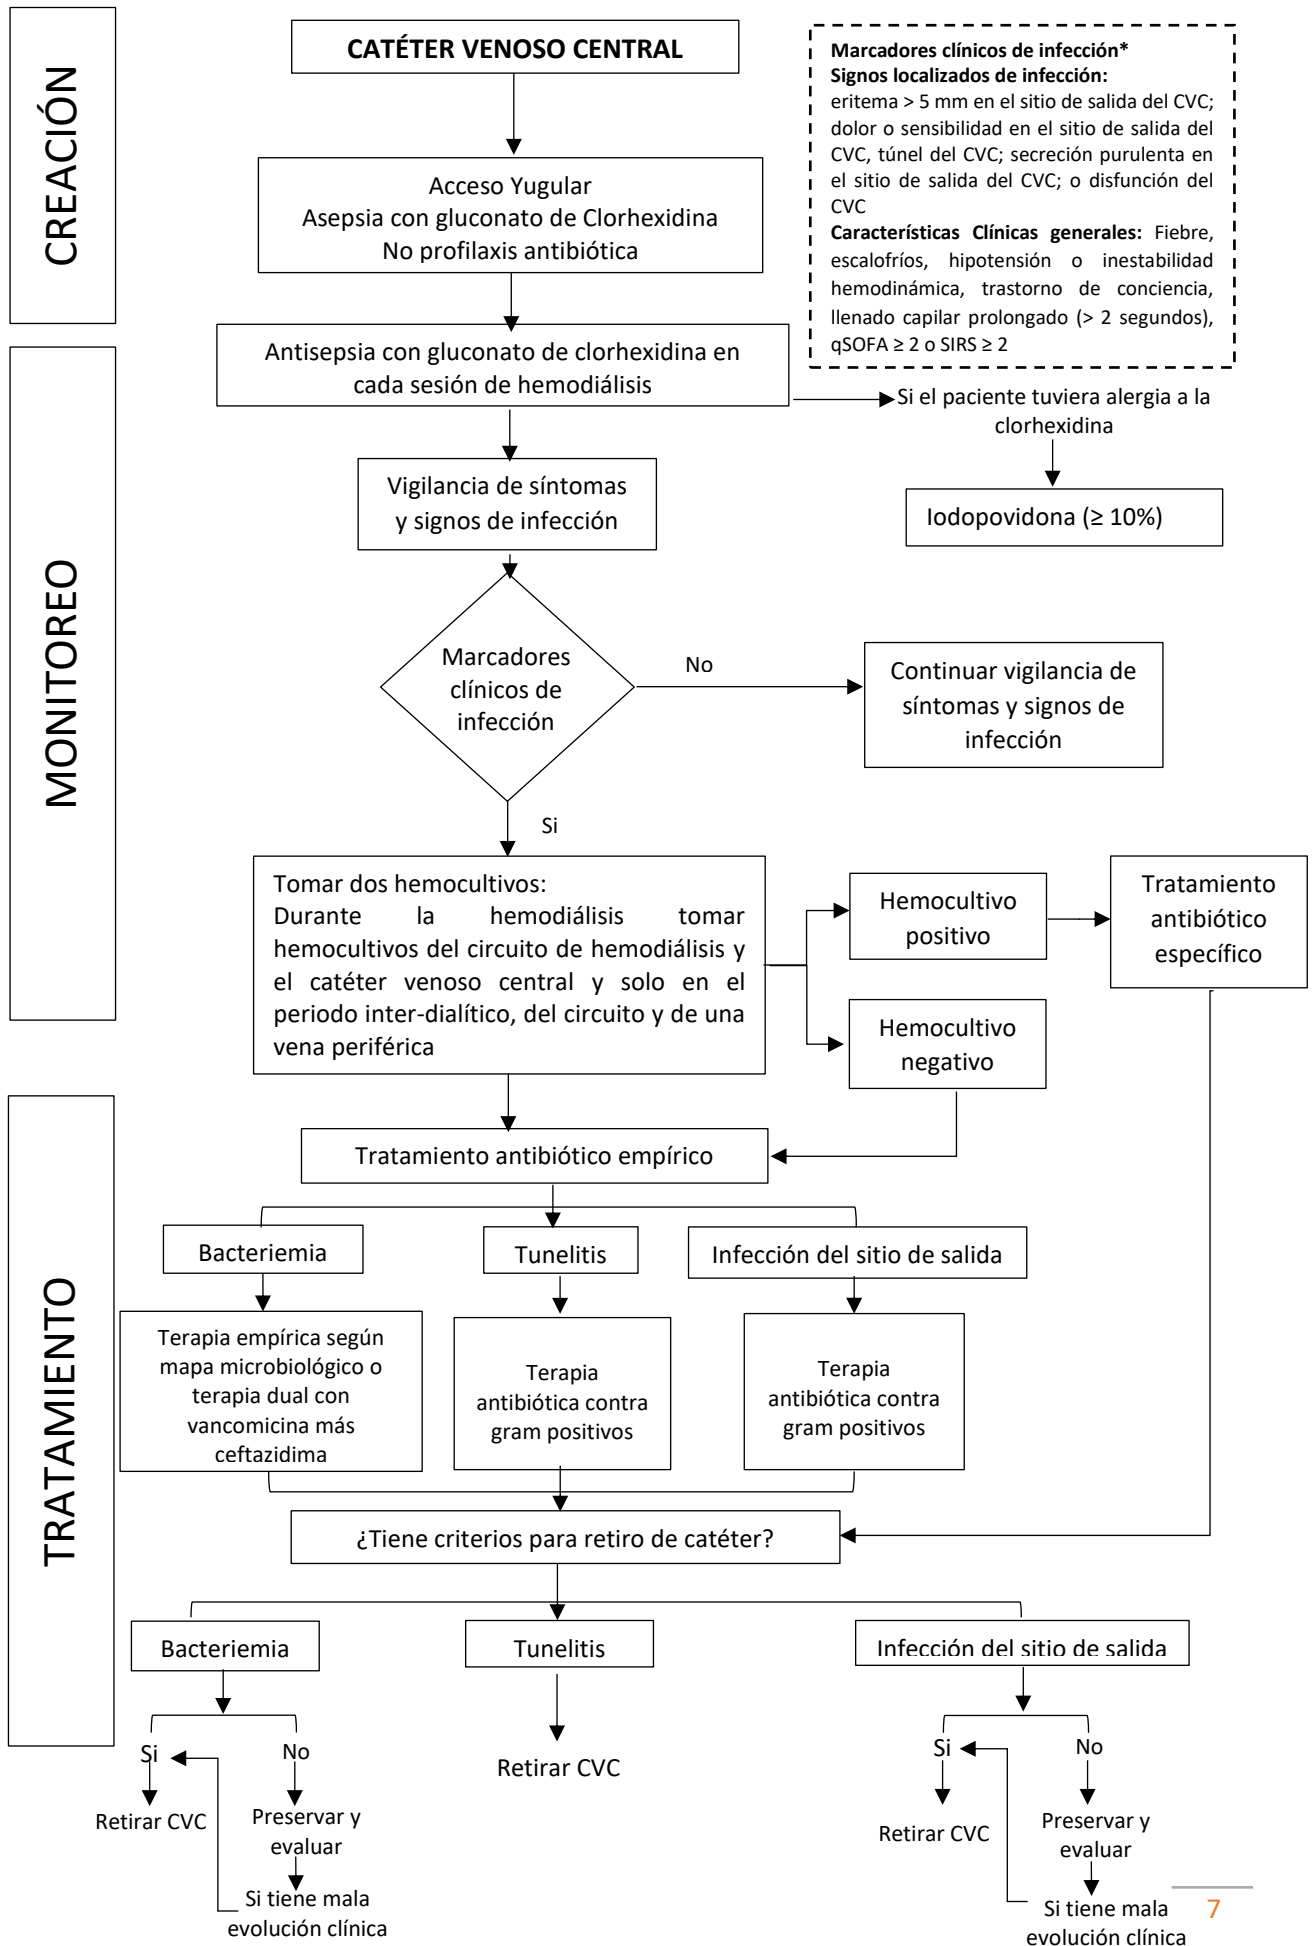 CREACIÓN
CATÉTER VENOSO CENTRAL
Marcadores clínicos de infección*
Signos localizados de infección:
eritema > 5 mm en el sitio de salida del CVC;
dolor o sensibilidad en el sitio de salida del
CVC, túnel del CVC; secreción purulenta en
el sitio de salida del CVC; o disfunción del
CVC
Características Clínicas generales: Fiebre,
escalofríos, hipotensión o inestabilidad
hemodinámica, trastorno de conciencia,
llenado capilar prolongado (> 2 segundos),
qSOFA ≥ 2 o SIRS ≥ 2
Acceso Yugular
Asepsia con gluconato de Clorhexidina
No profilaxis antibiótica
MONITOREO
Antisepsia con gluconato de clorhexidina en
cada sesión de hemodiálisis
Si el paciente tuviera alergia a la
clorhexidina
Iodopovidona (≥ 10%)
Vigilancia de síntomas
y signos de infección
Marcadores
clínicos de
infección
No
Continuar vigilancia de
síntomas y signos de
infección
Si
Tomar dos hemocultivos:
Durante la hemodiálisis tomar
hemocultivos del circuito de hemodiálisis y
el catéter venoso central y solo en el
periodo inter-dialítico, del circuito y de una
vena periférica
Hemocultivo
positivo
Tratamiento
antibiótico
específico
Hemocultivo
negativo
TRATAMIENTO
Tratamiento antibiótico empírico
Bacteriemia
Tunelitis
Infección del sitio de salida
Terapia empírica según
mapa microbiológico o
terapia dual con
vancomicina más
ceftazidima
Terapia
antibiótica contra
gram positivos
Terapia
antibiótica contra
gram positivos
¿Tiene criterios para retiro de catéter?
Bacteriemia
Tunelitis
Infección del sitio de salida
Si
No
Retirar CVC
Preservar y
evaluar
Si tiene mala
evolución clínica
Retirar CVC
Si
No
Retirar CVC
Preservar y
evaluar
Si tiene mala
evolución clínica
7